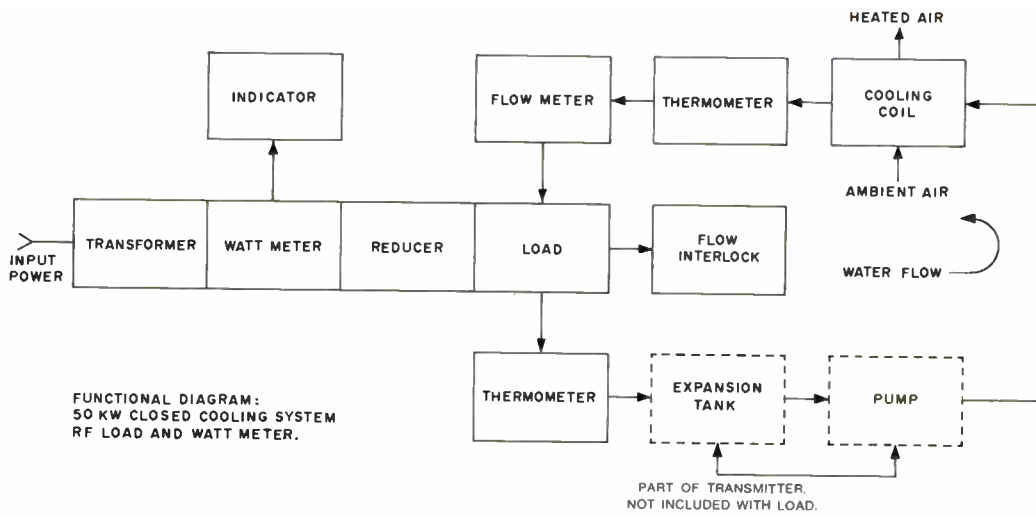 HEATED AIR
INDICATOR
FLOW METER
THERMOMETER
COOLING
COIL
AMBIENT AIR
INPUT
POWER
TRANSFORMER
WATT METER
REDUCER
LOAD
FLOW
INTERLOCK
WATER FLOW
THERMOMETER
EXPANSION
TANK
PUMP
FUNCTIONAL DIAGRAM:
50 KW CLOSED COOLING SYSTEM
RF LOAD AND WATT METER.
PART OF TRANSMITTER.
NOT INCLUDED WITH LOAD.